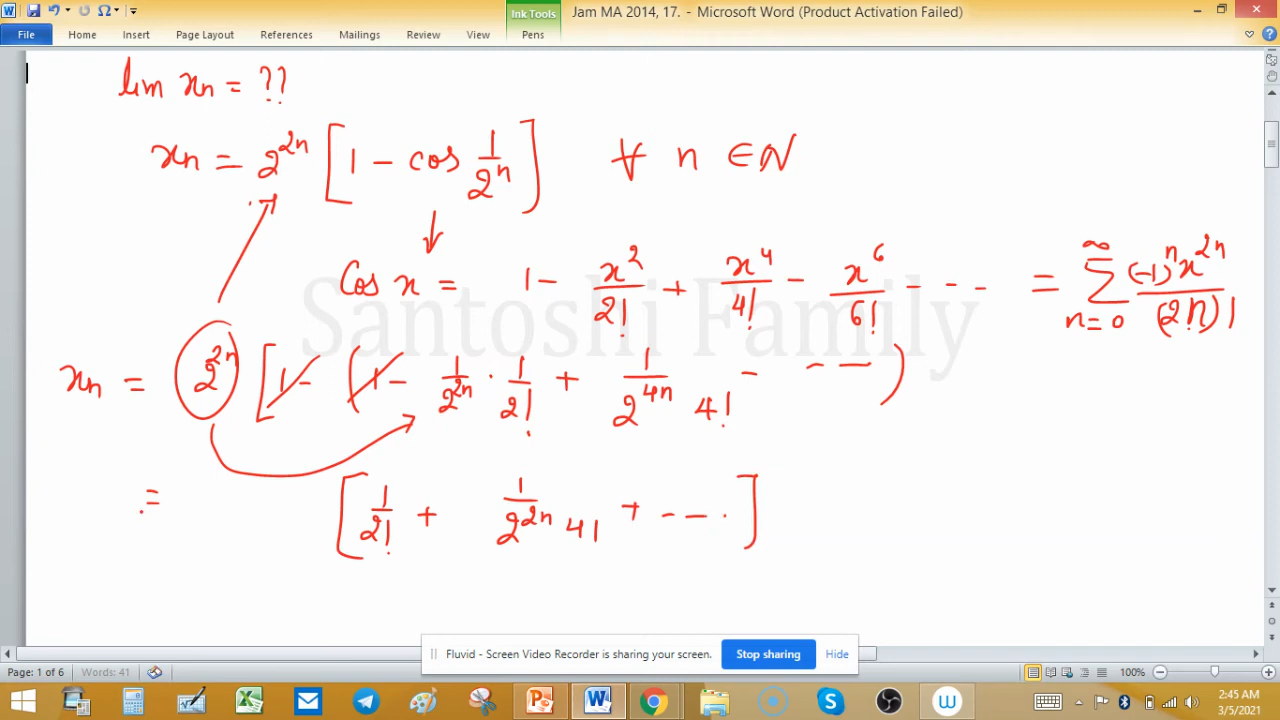 Ink Tools
Jam MA 2014, 17. - Microsoft Word (Product Activation Failed)
File Home Insert Page Layout References Mailings Review View Pens
lim xn = ??
xn = 2^{2n} [1 - cos 1/2^n] ∀ n ∈ N
Cos x = 1 - x^2/2! + x^4/4! - x^6/6! - - - = ∑_{n=0}^{∞} (-1)^n x^{2n}/(2n)!
Santoshi Family
xn = 2^{2n} [1 - (1 - 1/2^{2n} · 1/2! + 1/2^{4n} 4! - - - )
= [1/2! + 1/2^{2n} 4! + - - ·]
Fluvid - Screen Video Recorder is sharing your screen. Stop sharing Hide
Page: 1 of 6 Words: 41 100%
2:45 AM
3/5/2021